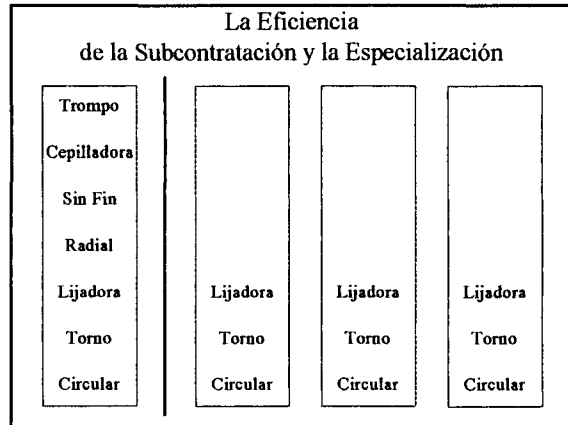 La Eficiencia
de la Subcontratación y la Especialización
Trompo
Cepilladora
Sin Fin
Radial
Lijadora
Torno
Circular
Lijadora
Torno
Circular
Lijadora
Torno
Circular
Lijadora
Torno
Circular